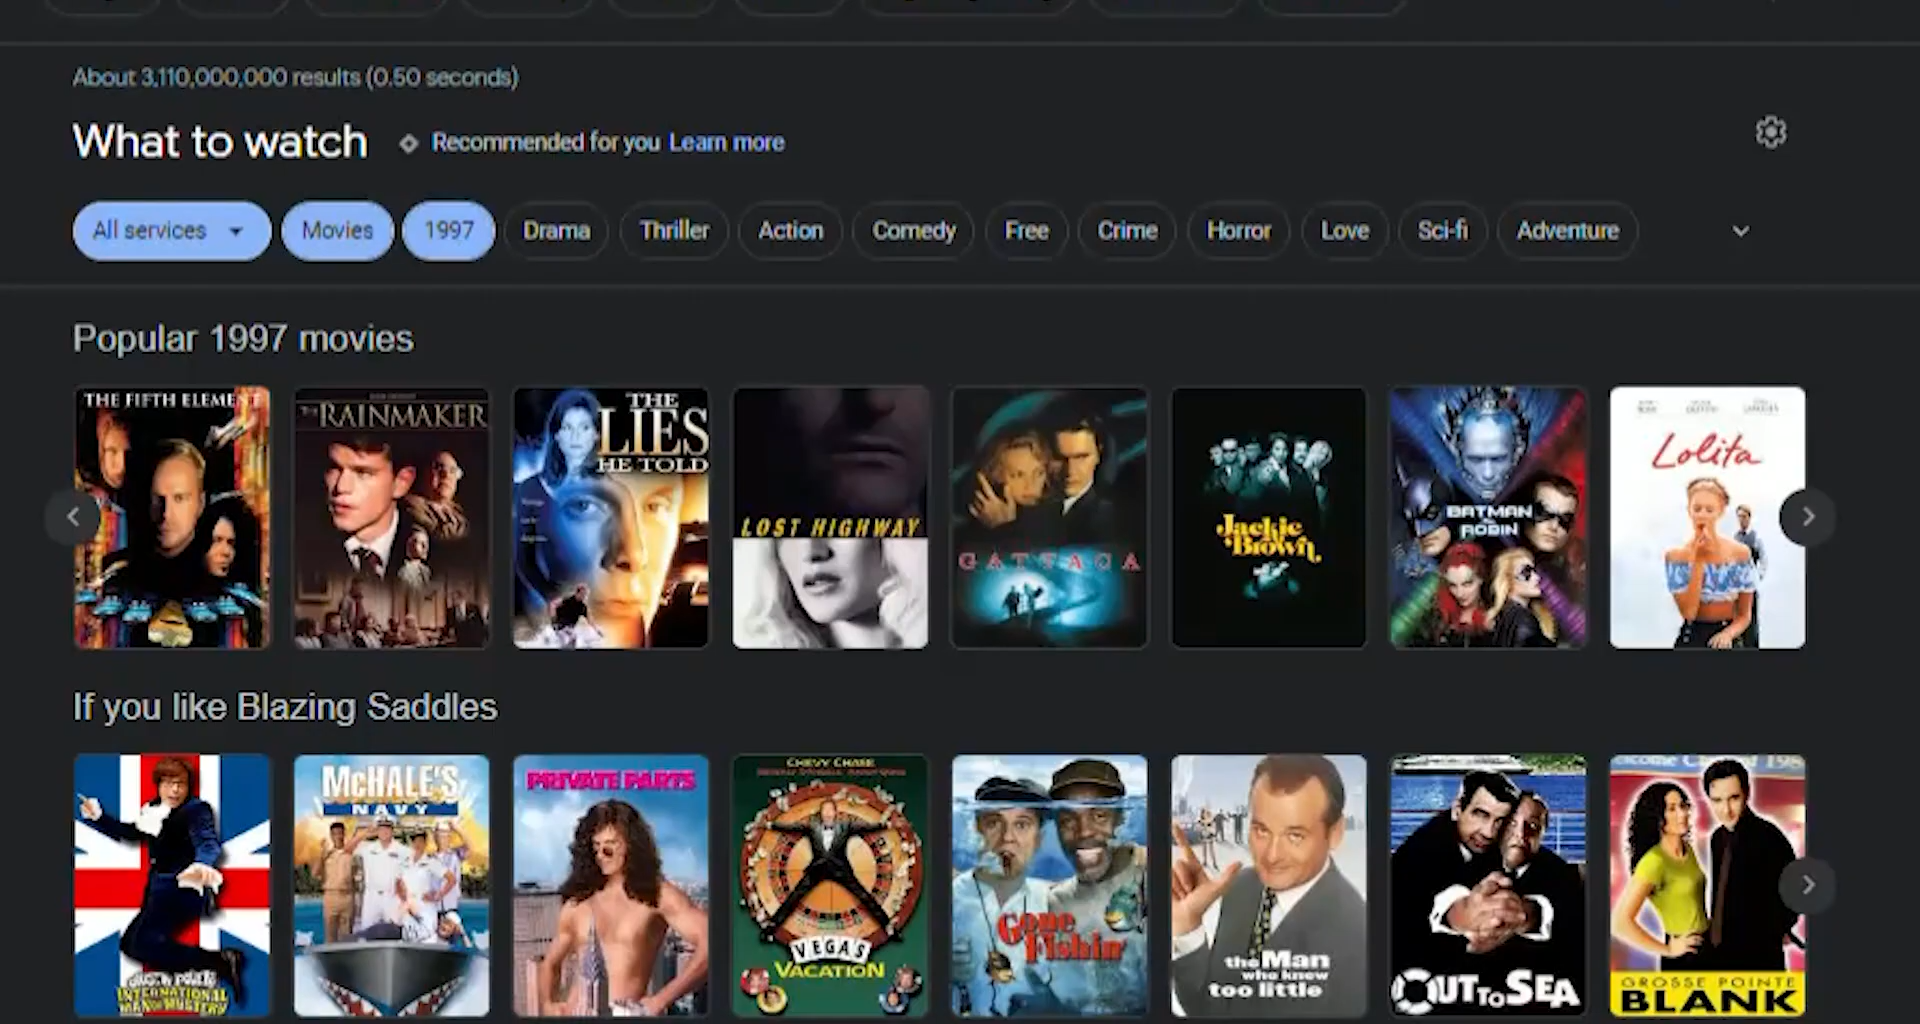 About 3,110,000,000 results (0.50 seconds)
What to watch Recommended for you Learn more
All services Movies 1997 Drama Thriller Action Comedy Free Crime Horror Love Sci-fi Adventure
Popular 1997 movies
THE FIFTH ELEMENT
THE RAINMAKER
THE
LIES
HE TOLD
LOST HIGHWAY
GATTACA
Jackie
Brown
BATMAN
ROBIN
Lolita
If you like Blazing Saddles
INTERNATIONAL
MAN OF MYSTERY
McHALE'S
NAVY
PRIVATE PARTS
CHEVY CHASE
VEGAS
VACATION
Gone
Fishin'
the Man
who knew
too little
OUT TO SEA
GROSSE POINTE
BLANK